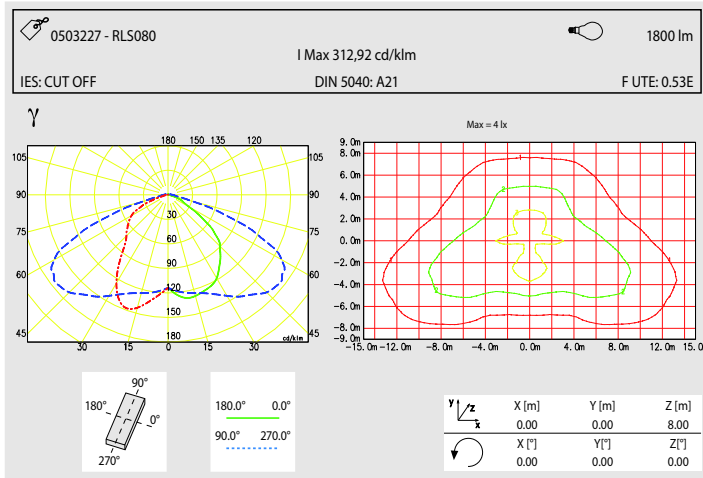 0503227 - RLS080
1800 lm
I Max 312,92 cd/klm
IES: CUT OFF
DIN 5040: A21
F UTE: 0.53E
γ
180 150 135 120
105 105
90 90
75 75
60 60
45 45
30
60
90
120
150
180
cd/klm
30 15 0 15 30
Max = 4 lx
9.0m
8.0m
6.0m
4.0m
2.0m
0.0m
-2.0m
-4.0m
-6.0m
-8.0m
-9.0m
-15.0m -12.0m -8.0m -4.0m 0.0m 4.0m 8.0m 12.0m 15.0m
90°
180°
0°
270°
180.0° 0.0°
90.0° 270.0°
y z x
X [m] Y [m] Z [m]
0.00 0.00 8.00
X [°] Y[°] Z[°]
0.00 0.00 0.00